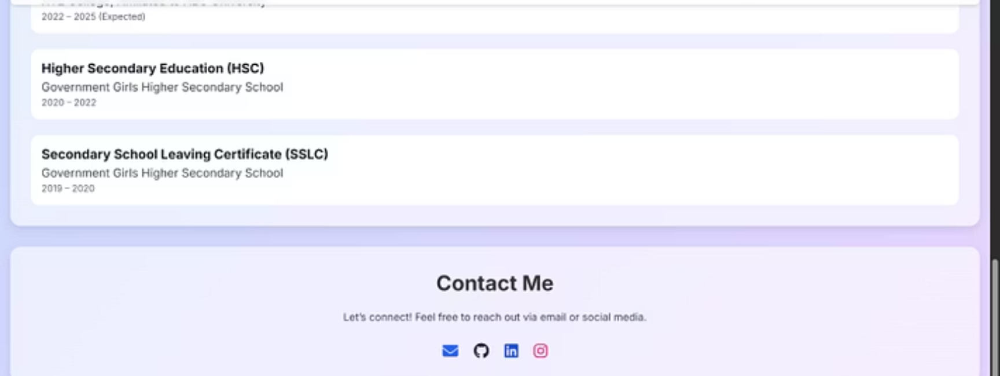 2022 – 2025 (Expected)
Higher Secondary Education (HSC)
Government Girls Higher Secondary School
2020 – 2022
Secondary School Leaving Certificate (SSLC)
Government Girls Higher Secondary School
2019 – 2020
Contact Me
Let's connect! Feel free to reach out via email or social media.
in